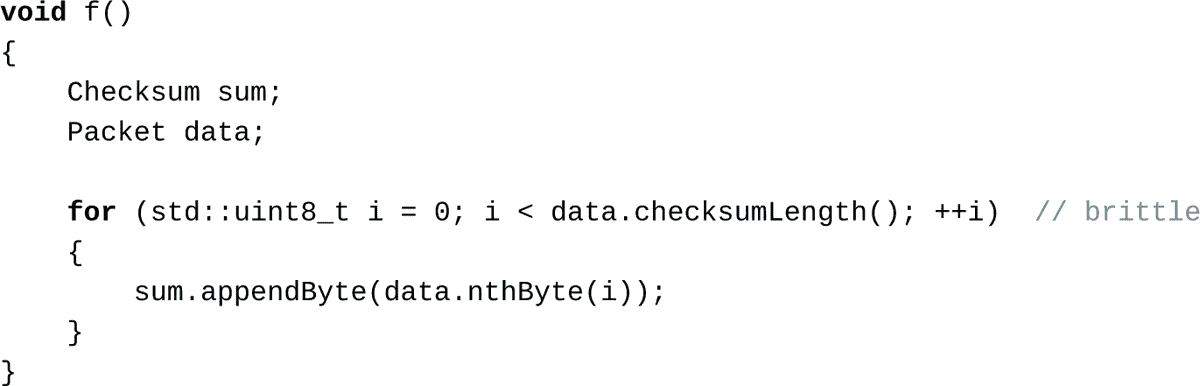 void f()
{
    Checksum sum;
    Packet data;

    for (std::uint8_t i = 0; i < data.checksumLength(); ++i)  // brittle
    {
        sum.appendByte(data.nthByte(i));
    }
}